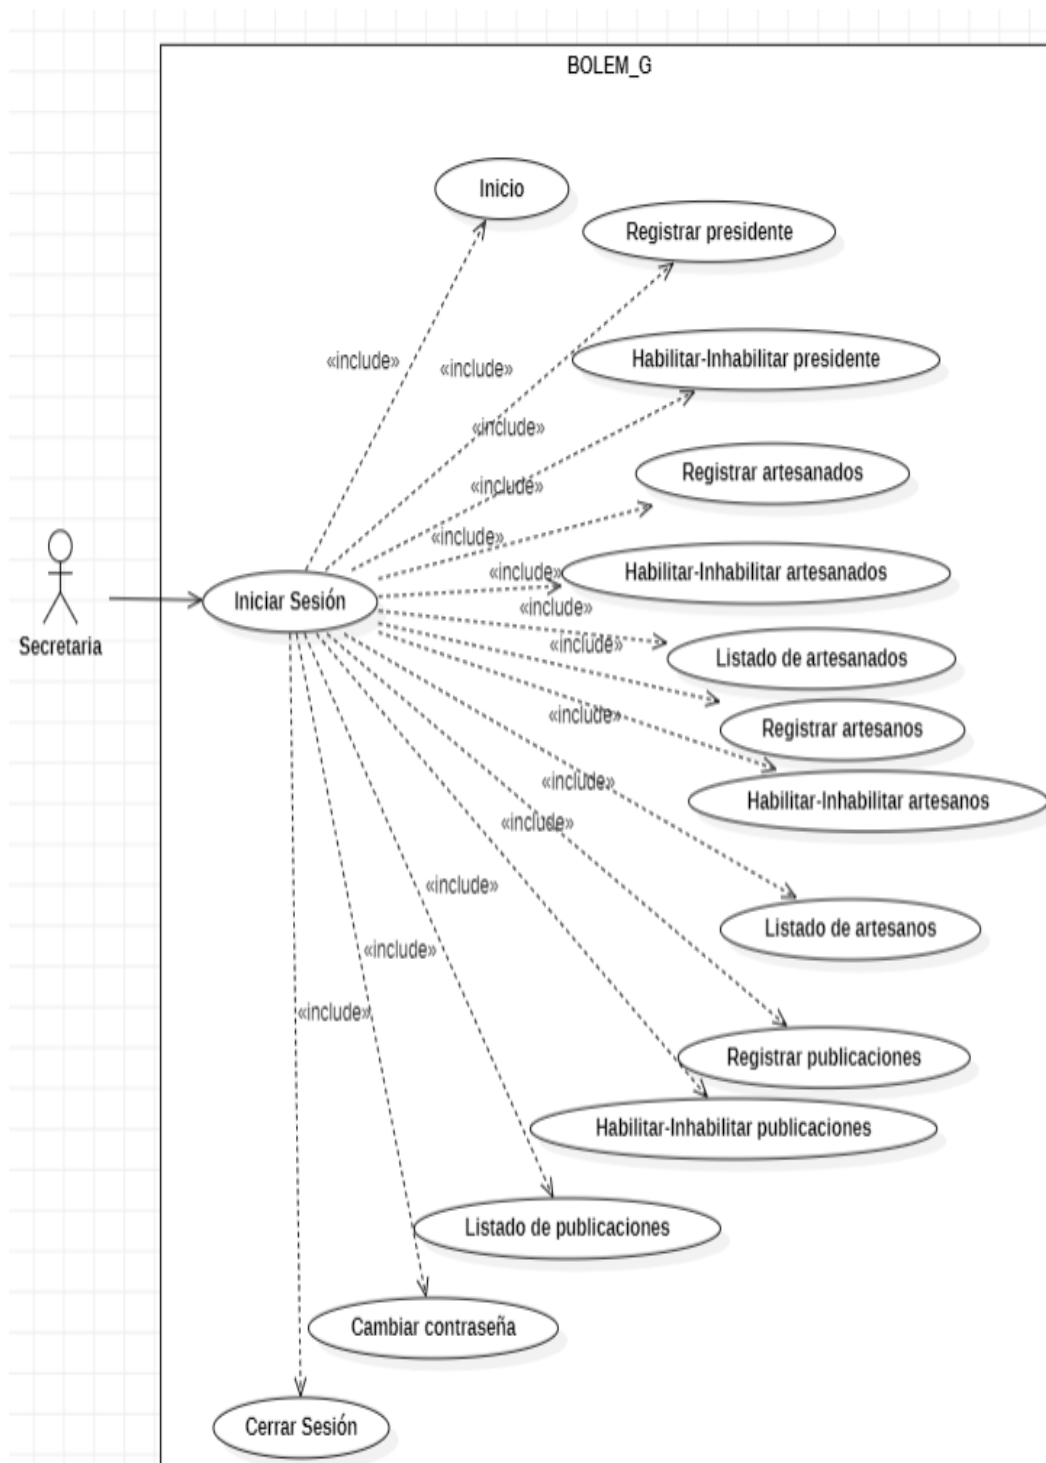 BOLEM_G
Inicio
Registrar presidente
«include»
«include»
Habilitar-Inhabilitar presidente
«include»
Registrar artesanados
«include»
«include»
Habilitar-Inhabilitar artesanados
«include»
Iniciar Sesión
«include»
Secretaria
«include»
Listado de artesanados
«include»
Registrar artesanos
«include»
Habilitar-Inhabilitar artesanos
«include»
«include»
Listado de artesanos
«include»
«include»
Registrar publicaciones
Habilitar-Inhabilitar publicaciones
Listado de publicaciones
Cambiar contraseña
Cerrar Sesión